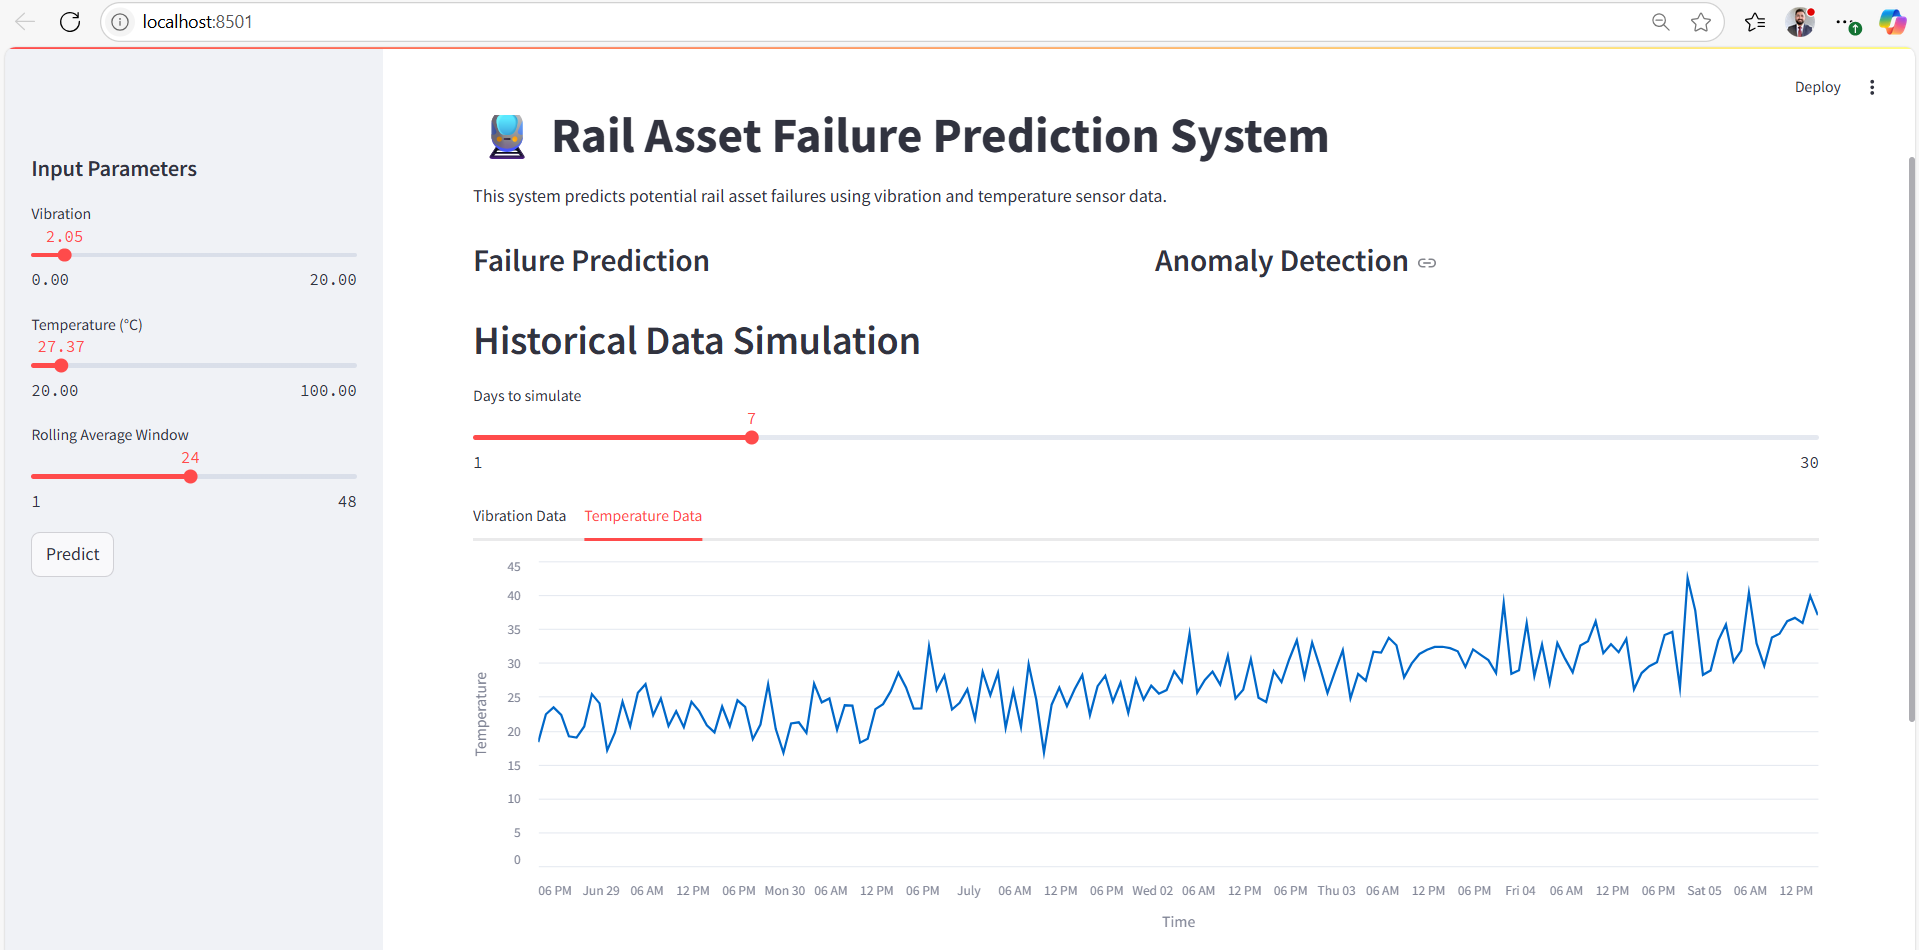 localhost:8501
Deploy
Input Parameters
Vibration
2.05
0.00 20.00
Temperature (°C)
27.37
20.00 100.00
Rolling Average Window
24
1 48
Predict
Rail Asset Failure Prediction System
This system predicts potential rail asset failures using vibration and temperature sensor data.
Failure Prediction
Anomaly Detection
Historical Data Simulation
Days to simulate
7
1 30
Vibration Data Temperature Data
45
40
35
30
25
20
15
10
5
0
Temperature
06 PM Jun 29 06 AM 12 PM 06 PM Mon 30 06 AM 12 PM 06 PM July 06 AM 12 PM 06 PM Wed 02 06 AM 12 PM 06 PM Thu 03 06 AM 12 PM 06 PM Fri 04 06 AM 12 PM 06 PM Sat 05 06 AM 12 PM
Time